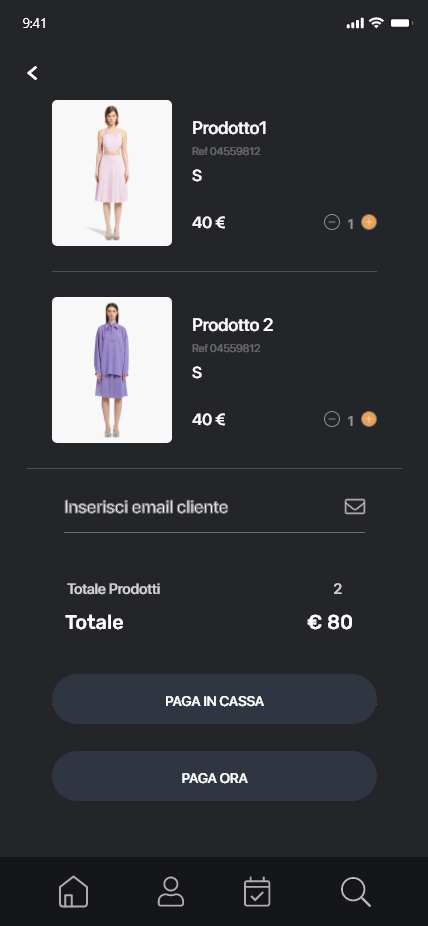 9:41
Prodotto1
Ref 04559812
S
40 €
1
Prodotto 2
Ref 04559812
S
40 €
1
Inserisci email cliente
Totale Prodotti 2
Totale € 80
PAGA IN CASSA
PAGA ORA